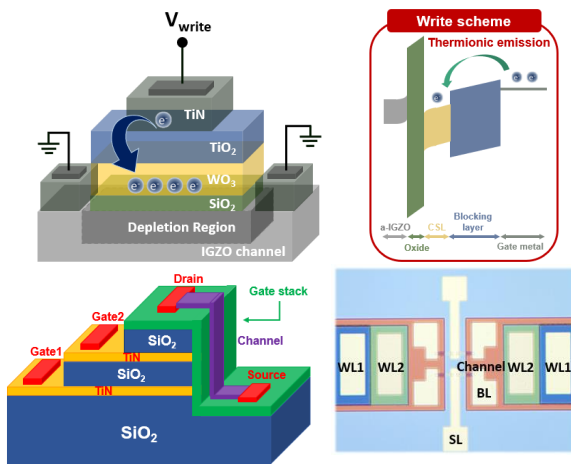 V_write
TiN
e⁻
TiO₂
WO₃
e⁻ e⁻ e⁻ e⁻
SiO₂
Depletion Region
IGZO channel
Write scheme
Thermionic emission
e⁻ e⁻
e⁻
a-IGZO
CSL
Blocking
layer
Gate metal
Oxide
Drain
Gate stack
Gate2
Channel
SiO₂
Gate1
TiN
SiO₂
Source
TiN
SiO₂
WL1 WL2 Channel WL2 WL1
BL
SL